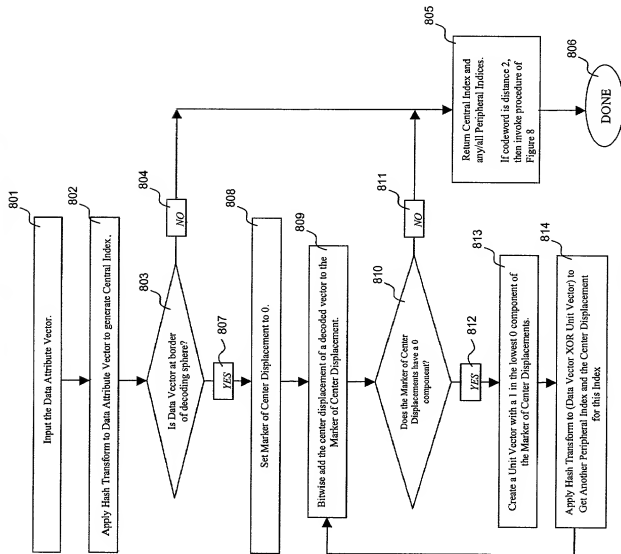 801
Input the Data Attribute Vector.
802
Apply Hash Transform to Data Attribute Vector to generate Central Index.
803
Is Data Vector at border
of decoding sphere?
804
NO
807
YES
808
Set Marker of Center Displacement to 0.
809
Bitwise add the center displacement of a decoded vector to the
Marker of Center Displacement.
810
Does the Marker of Center
Displacements have a 0
component?
811
NO
812
YES
813
Create a Unit Vector with a 1 in the lowest 0 component of
the Marker of Center Displacements.
814
Apply Hash Transform to (Data Vector XOR Unit Vector) to
Get Another Peripheral Index and the Center Displacement
for this Index
805
Return Central Index and
any/all Peripheral Indices.
If codeword is distance 2,
then invoke procedure of
Figure 8
806
DONE